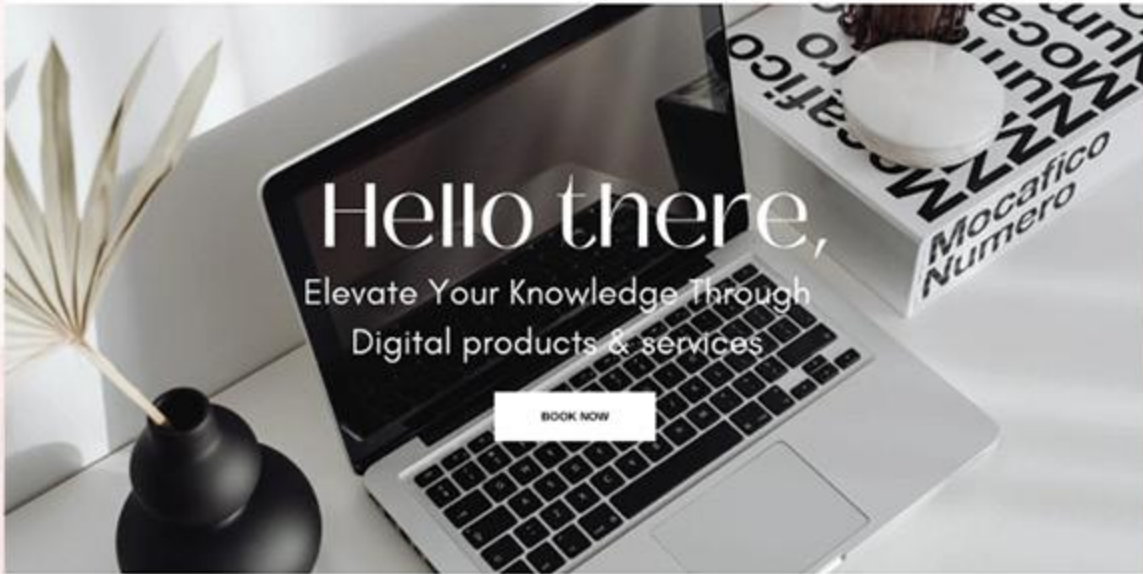 Hello there,
Elevate Your Knowledge Through
Digital products & services
BOOK NOW
Mocafico
Numero